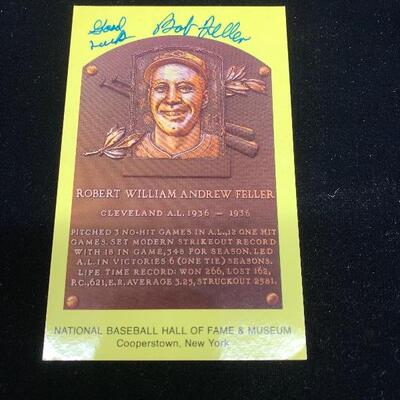 Good Bob Feller
luck
ROBERT WILLIAM ANDREW FELLER
CLEVELAND A.L. 1936 – 1956
PITCHED 3 NO-HIT GAMES IN A.L., 12 ONE HIT
GAMES. SET MODERN STRIKEOUT RECORD
WITH 18 IN GAME, 348 FOR SEASON. LED
A.L. IN VICTORIES 6 (ONE TIE) SEASONS.
LIFE TIME RECORD: WON 266, LOST 162,
P.C., .621, E.R. AVERAGE 3.25, STRUCKOUT 2581.
NATIONAL BASEBALL HALL OF FAME & MUSEUM
Cooperstown, New York